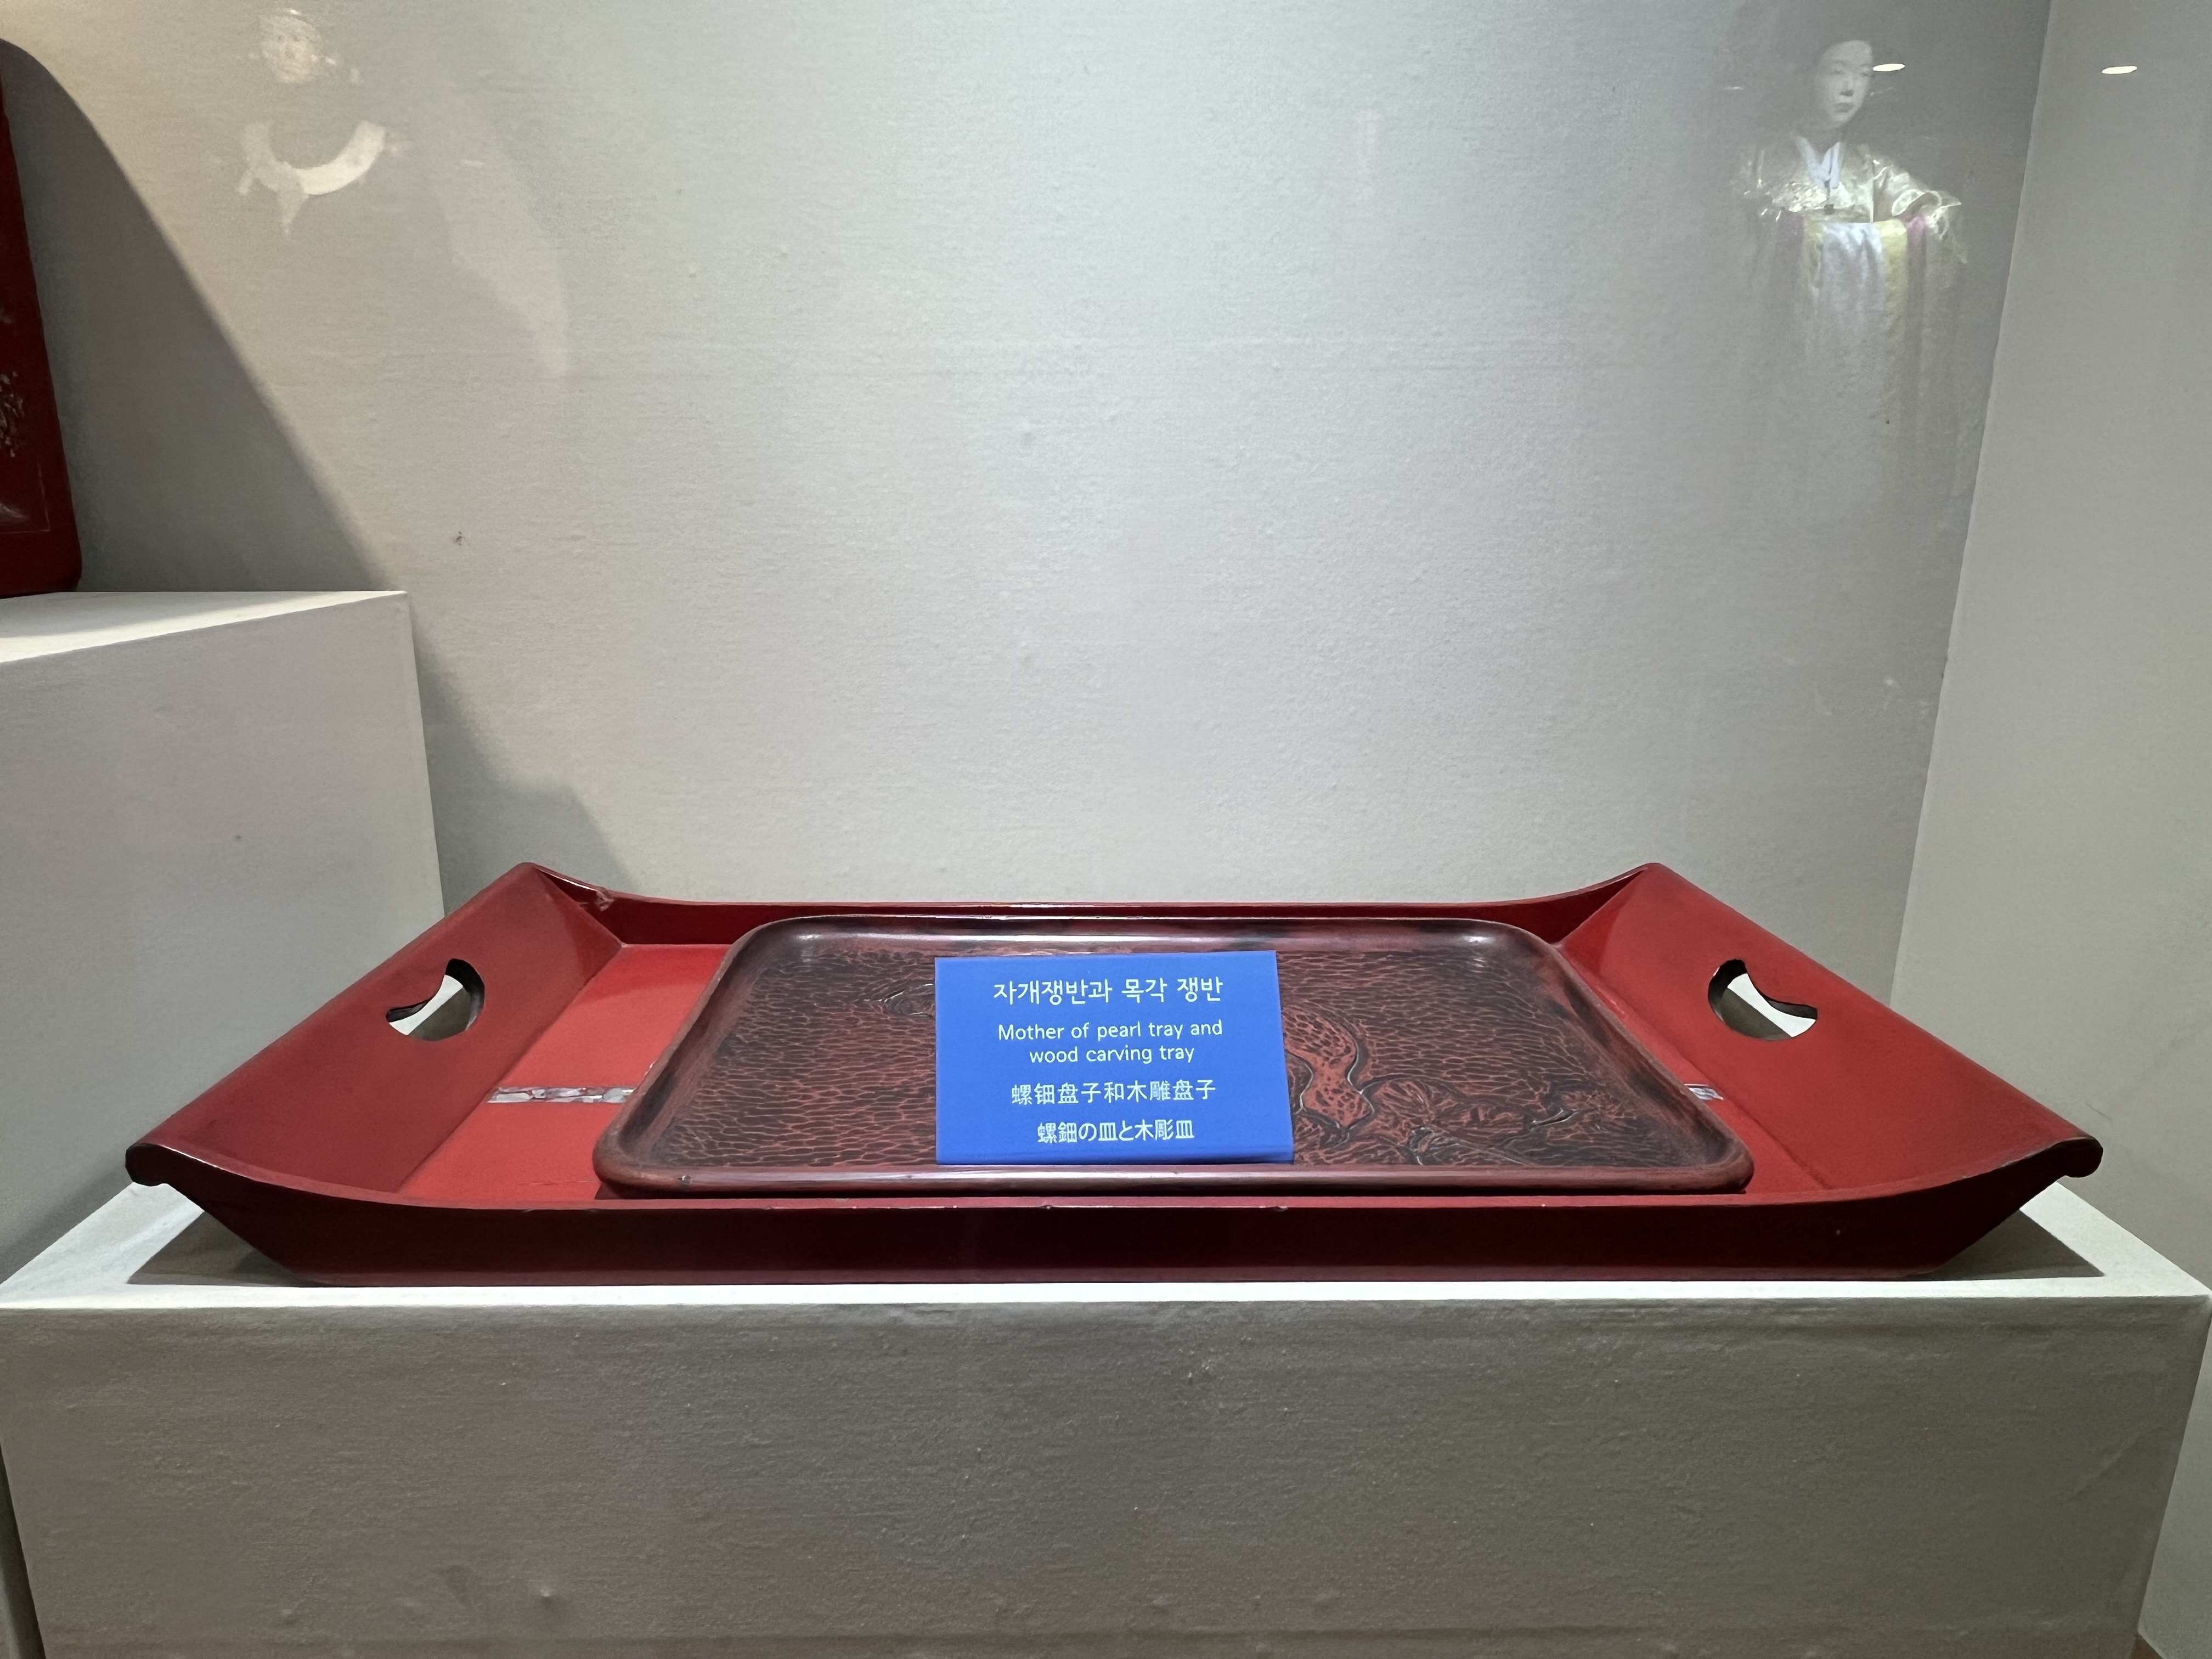 자개쟁반과 목각 쟁반
Mother of pearl tray and
wood carving tray
螺钿盘子和木雕盘子
螺鈿の皿と木彫皿